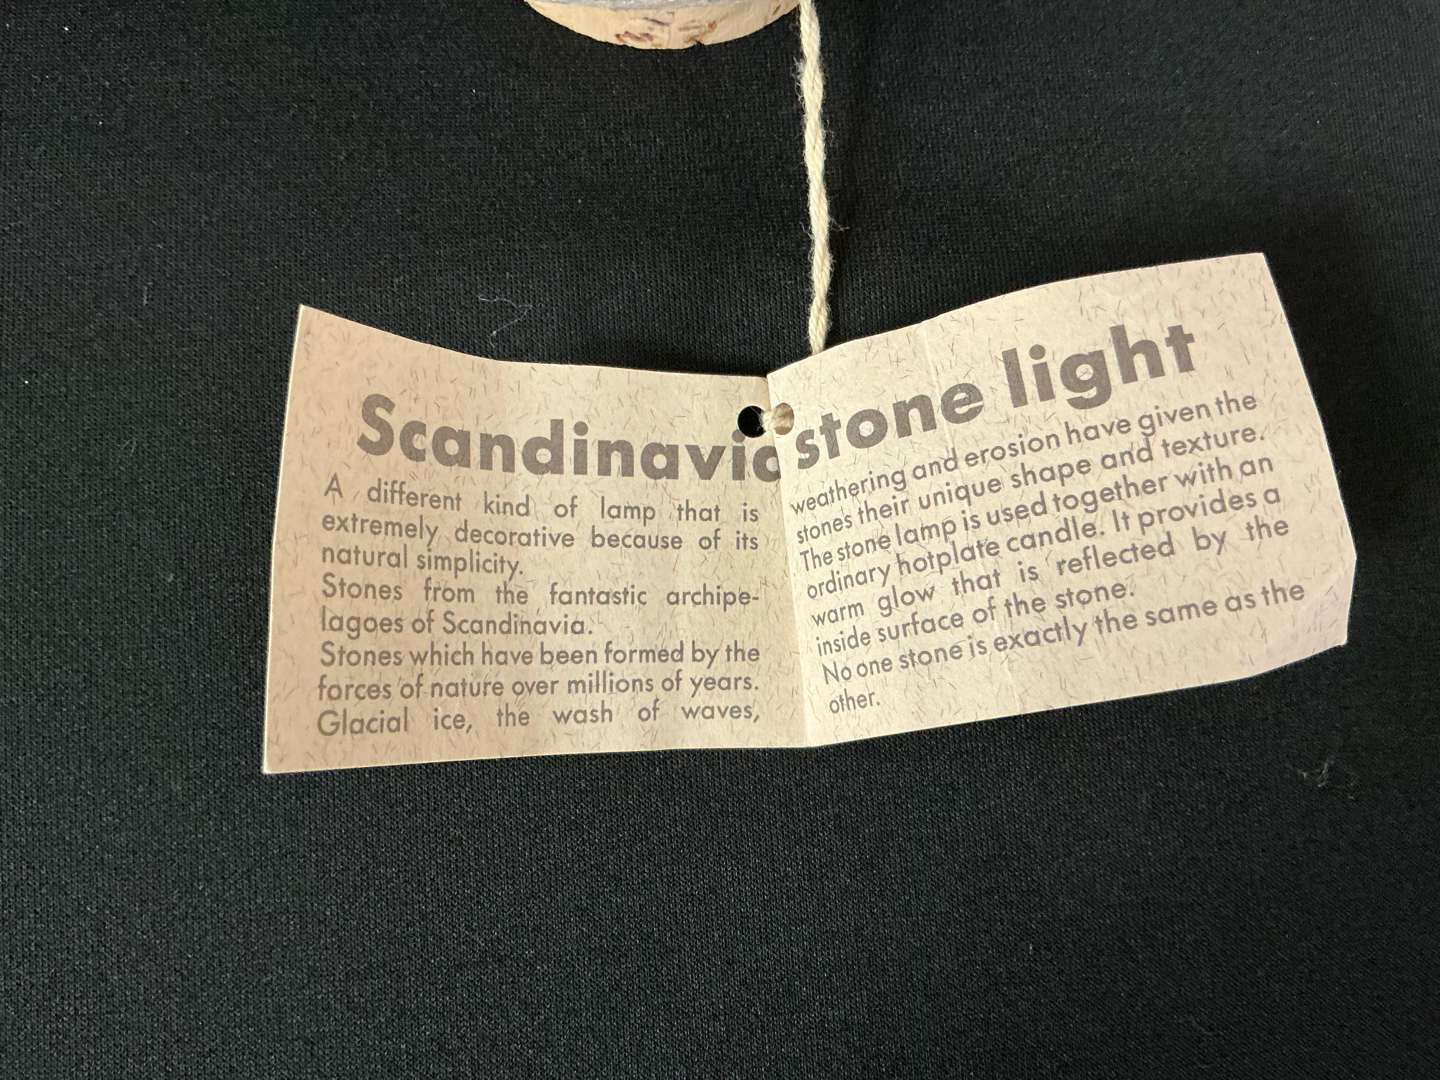 Scandinavia stone light
A different kind of lamp that is
extremely decorative because of its
natural simplicity.
Stones from the fantastic archipe-
lagoes of Scandinavia.
Stones which have been formed by the
forces of nature over millions of years.
Glacial ice, the wash of waves,
weathering and erosion have given the
stones their unique shape and texture.
The stone lamp is used together with an
ordinary hotplate candle. It provides a
warm glow that is reflected by the
inside surface of the stone.
No one stone is exactly the same as the
other.